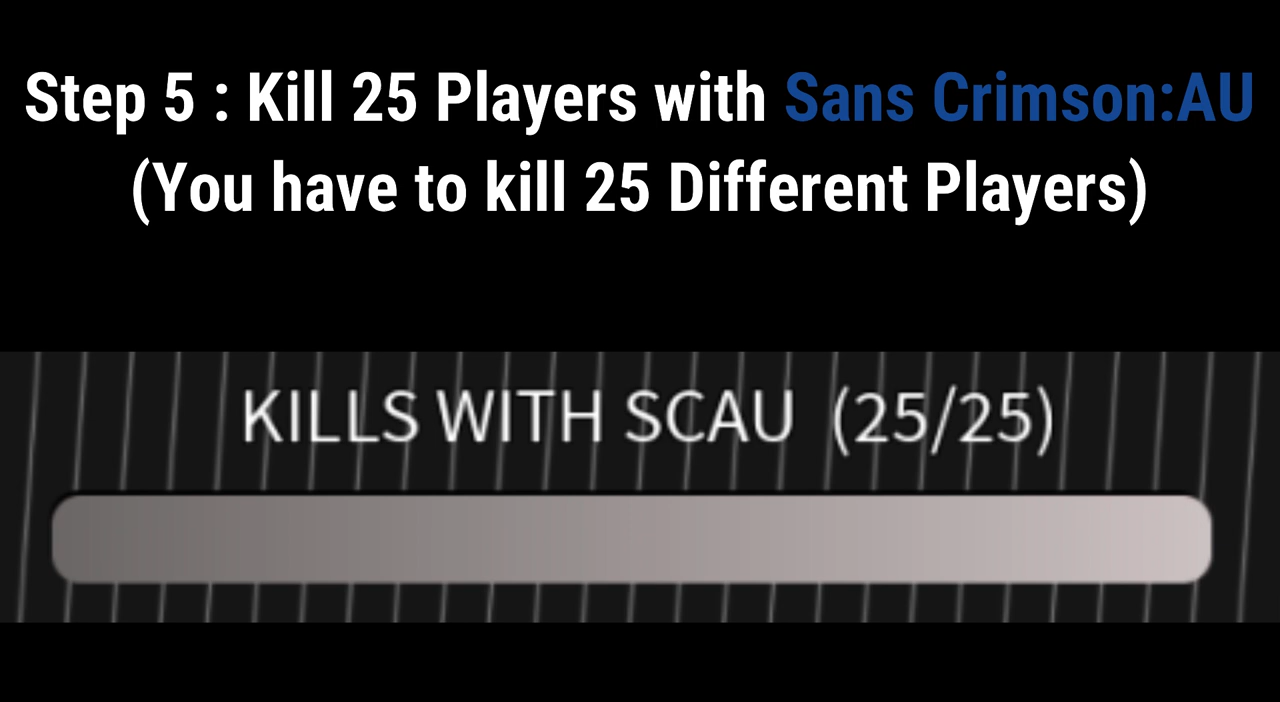 Step 5 : Kill 25 Players with Sans Crimson:AU
(You have to kill 25 Different Players)
KILLS WITH SCAU (25/25)